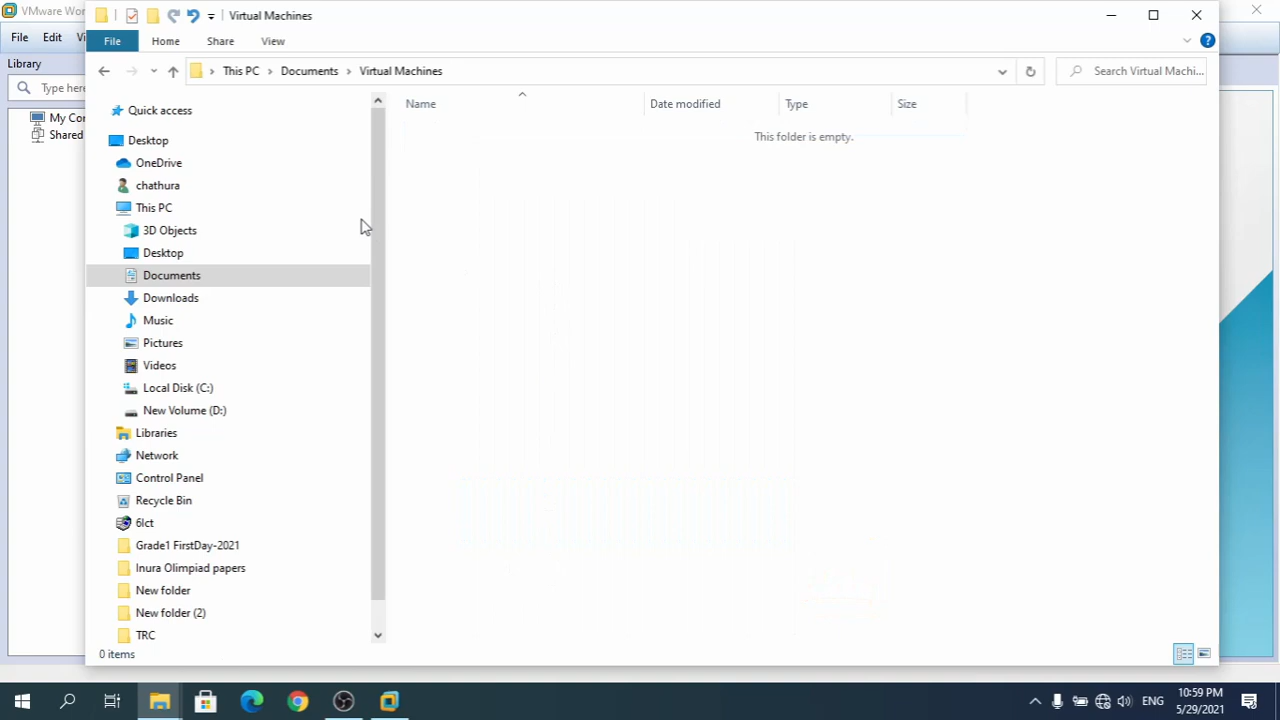 VMware Wor
Virtual Machines
File Edit Vi
File Home Share View
Library
This PC Documents Virtual Machines
Search Virtual Machi...
Type here
My Cor
Shared
Name Date modified Type Size
This folder is empty.
Quick access
Desktop
OneDrive
chathura
This PC
3D Objects
Desktop
Documents
Downloads
Music
Pictures
Videos
Local Disk (C:)
New Volume (D:)
Libraries
Network
Control Panel
Recycle Bin
6Ict
Grade1 FirstDay-2021
Inura Olimpiad papers
New folder
New folder (2)
TRC
0 items
ENG
10:59 PM
5/29/2021